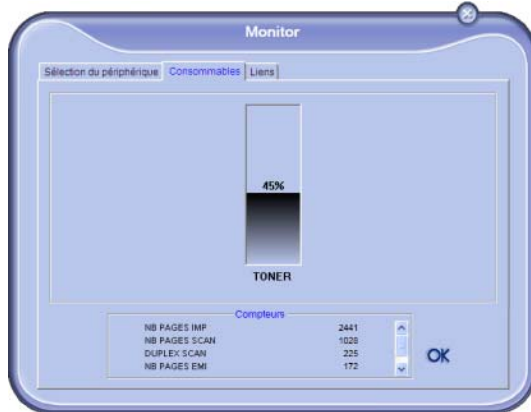 Monitor
Sélection du périphérique Consommables Liens
45%
TONER
Compteurs
NB PAGES IMP 2441
NB PAGES SCAN 1028
DUPLEX SCAN 225
NB PAGES EMI 172
OK